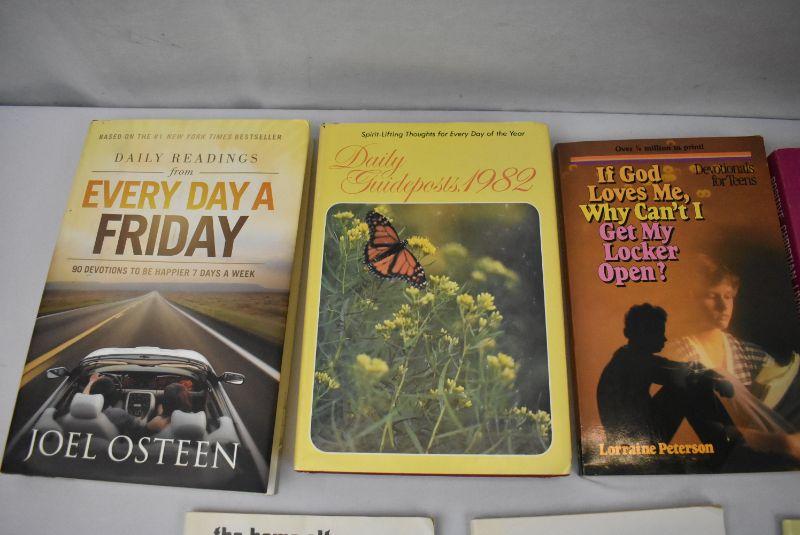 BASED ON THE #1 NEW YORK TIMES BESTSELLER
DAILY READINGS
from
EVERY DAY A
FRIDAY
90 DEVOTIONS TO BE HAPPIER 7 DAYS A WEEK
JOEL OSTEEN
Spirit-Lifting Thoughts for Every Day of the Year
Daily
Guideposts, 1982
Over ¼ million in print!
If God
Loves Me,
Why Can't I
Get My
Locker
Open?
Devotionals
for Teens
Lorraine Peterson